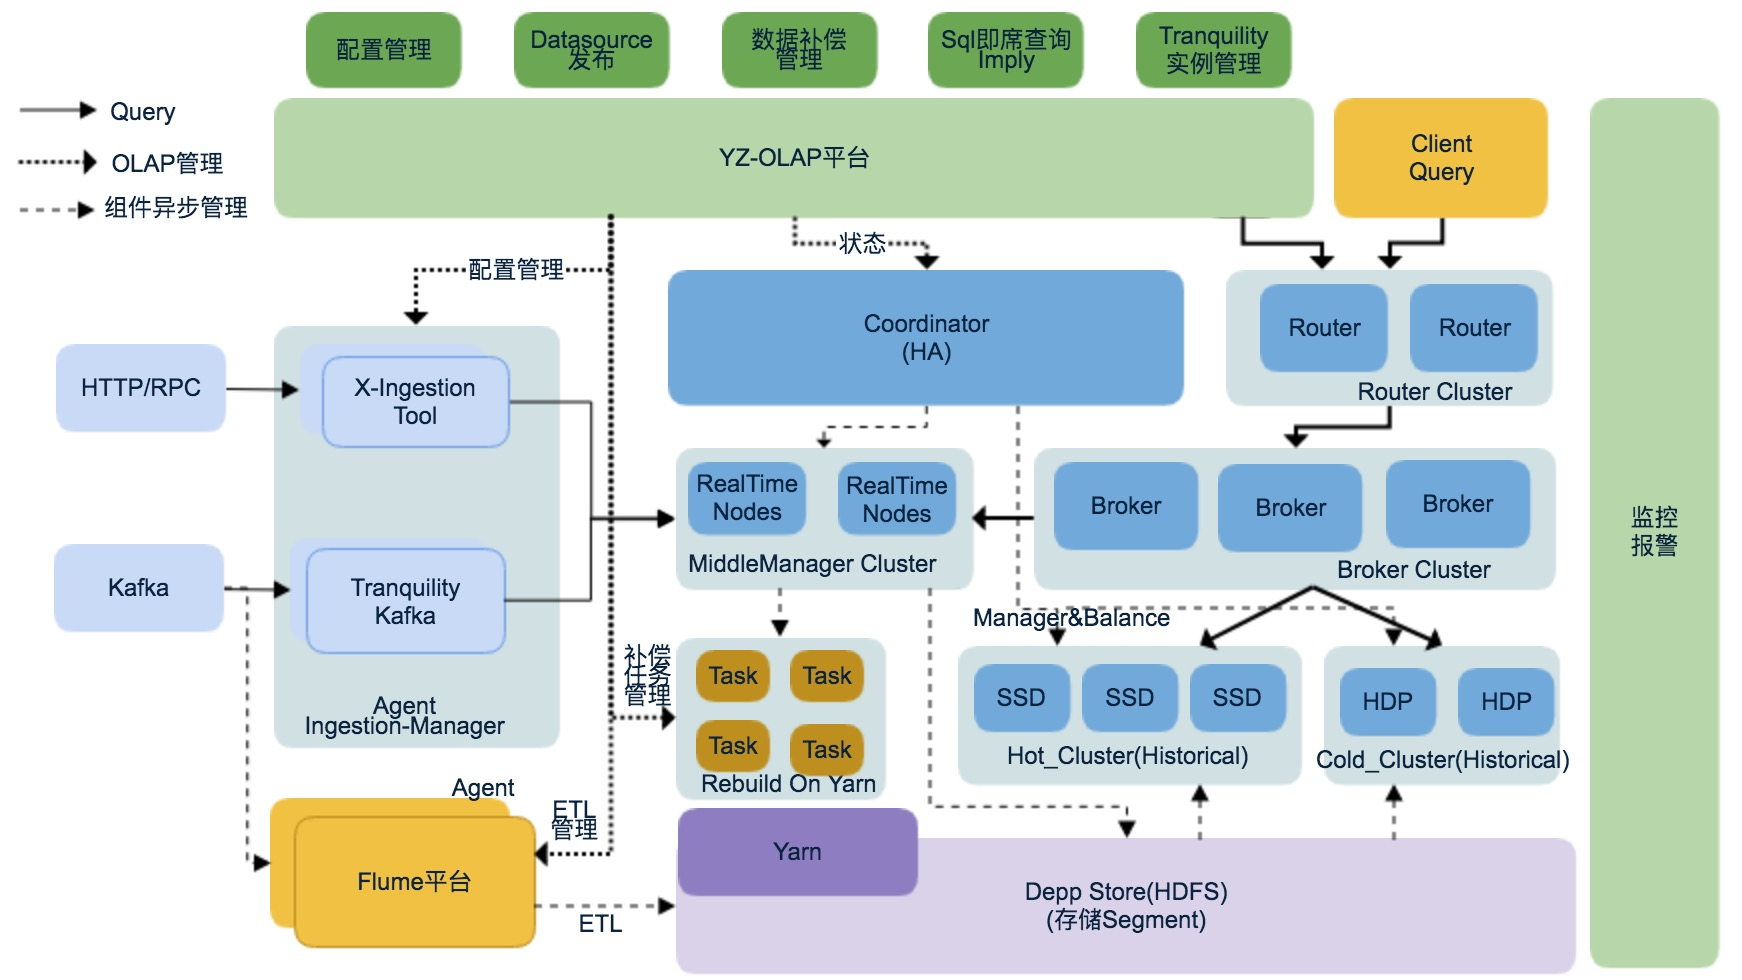 配置管理
Datasource
发布
数据补偿
管理
Sql即席查询
Imply
Tranquility
实例管理
Query
OLAP管理
组件异步管理
YZ-OLAP平台
Client
Query
状态
配置管理
Coordinator
(HA)
Router
Router
Router Cluster
HTTP/RPC
X-Ingestion
Tool
RealTime
Nodes
RealTime
Nodes
MiddleManager Cluster
Broker
Broker
Broker
Broker Cluster
监控
报警
Kafka
Tranquility
Kafka
Agent
Ingestion-Manager
Manager&Balance
补偿
任务
管理
Task
Task
Task
Task
Rebuild On Yarn
SSD
SSD
SSD
Hot_Cluster(Historical)
HDP
HDP
Cold_Cluster(Historical)
Agent
ETL
管理
Flume平台
ETL
Yarn
Depp Store(HDFS)
(存储Segment)